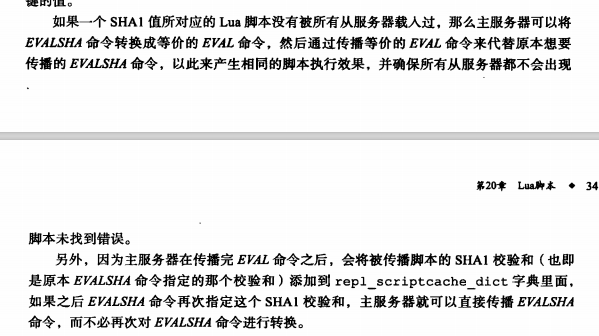 键的值。
如果一个 SHA1 值所对应的 Lua 脚本没有被所有从服务器载入过，那么主服务器可以将
EVALSHA 命令转换成等价的 EVAL 命令，然后通过传播等价的 EVAL 命令来代替原本想要
传播的 EVALSHA 命令，以此来产生相同的脚本执行效果，并确保所有从服务器都不会出现
第20章 Lua脚本 ◆ 34
脚本未找到错误。
另外，因为主服务器在传播完 EVAL 命令之后，会将被传播脚本的 SHA1 校验和（也即
是原本 EVALSHA 命令指定的那个校验和）添加到 repl_scriptcache_dict 字典里面，
如果之后 EVALSHA 命令再次指定这个 SHA1 校验和，主服务器就可以直接传播 EVALSHA
命令，而不必再次对 EVALSHA 命令进行转换。